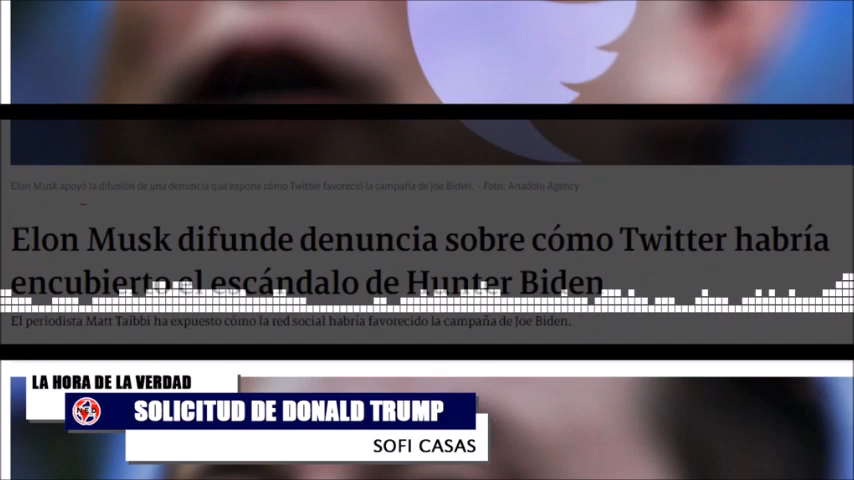 Elon Musk apoyó la difusión de una denuncia que expone cómo Twitter favoreció la campaña de Joe Biden. - Foto: Anadolu Agency
Elon Musk difunde denuncia sobre cómo Twitter habría
encubierto el escándalo de Hunter Biden
El periodista Matt Taibbi ha expuesto cómo la red social habría favorecido la campaña de Joe Biden.
LA HORA DE LA VERDAD
SOLICITUD DE DONALD TRUMP
SOFI CASAS